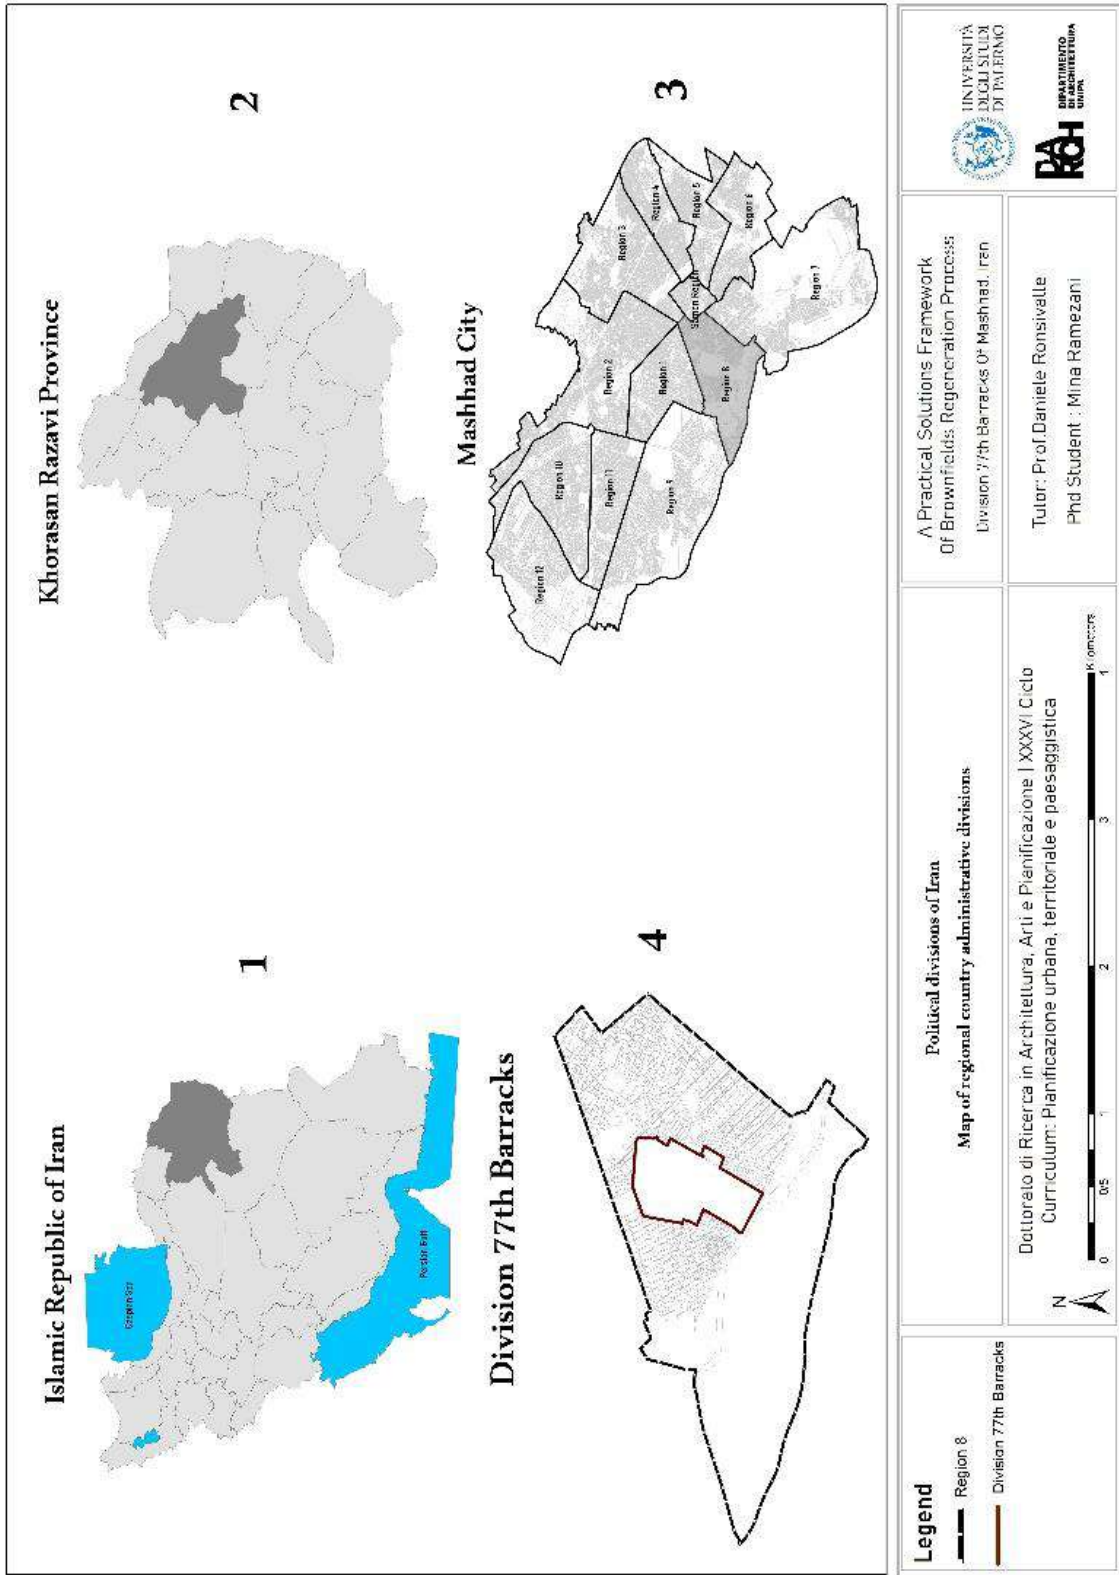 Islamic Republic of Iran
Caspian Sea
Persian Gulf
1
Khorasan Razavi Province
2
Mashhad City
Region 12
Region 10
Region 11
Region 9
Region 2
Region 1
Region 8
Region 3
Region 4
Region 5
Region 6
Region 7
Samen Region
3
Division 77th Barracks
4
Legend
Region 8
Division 77th Barracks
Political divisions of Iran
Map of regional country administrative divisions
Dottorato di Ricerca in Architettura, Arti e Pianificazione | XXXVI Ciclo
Curriculum: Pianificazione urbana, territoriale e paesaggistica
N
0 0/5 1 2 3 1
Kilometers
A Practical Solutions Framework
Of Brownfields Regeneration Process
Division 77th Barracks Of Mashhad, Iran
Tutor: Prof.Daniele Ronsivalle
Phd Student : Mina Ramezani
UNIVERSITÀ
DEGLI STUDI
DI PALERMO
DARCH
DIPARTIMENTO
DI ARCHITETTURA
UNIPA